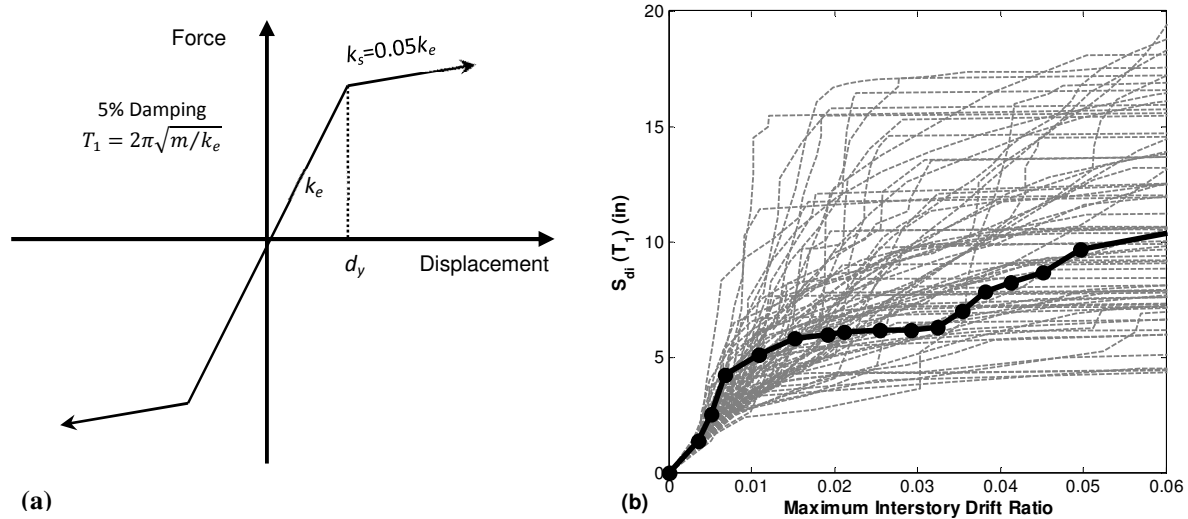 Force
k_s=0.05k_e
5% Damping
T_1 = 2π√m/k_e
k_e
d_y
Displacement
(a)
20
15
10
5
0
S_di (T_1) (in)
0
0.01
0.02
0.03
0.04
0.05
0.06
Maximum Interstory Drift Ratio
(b)